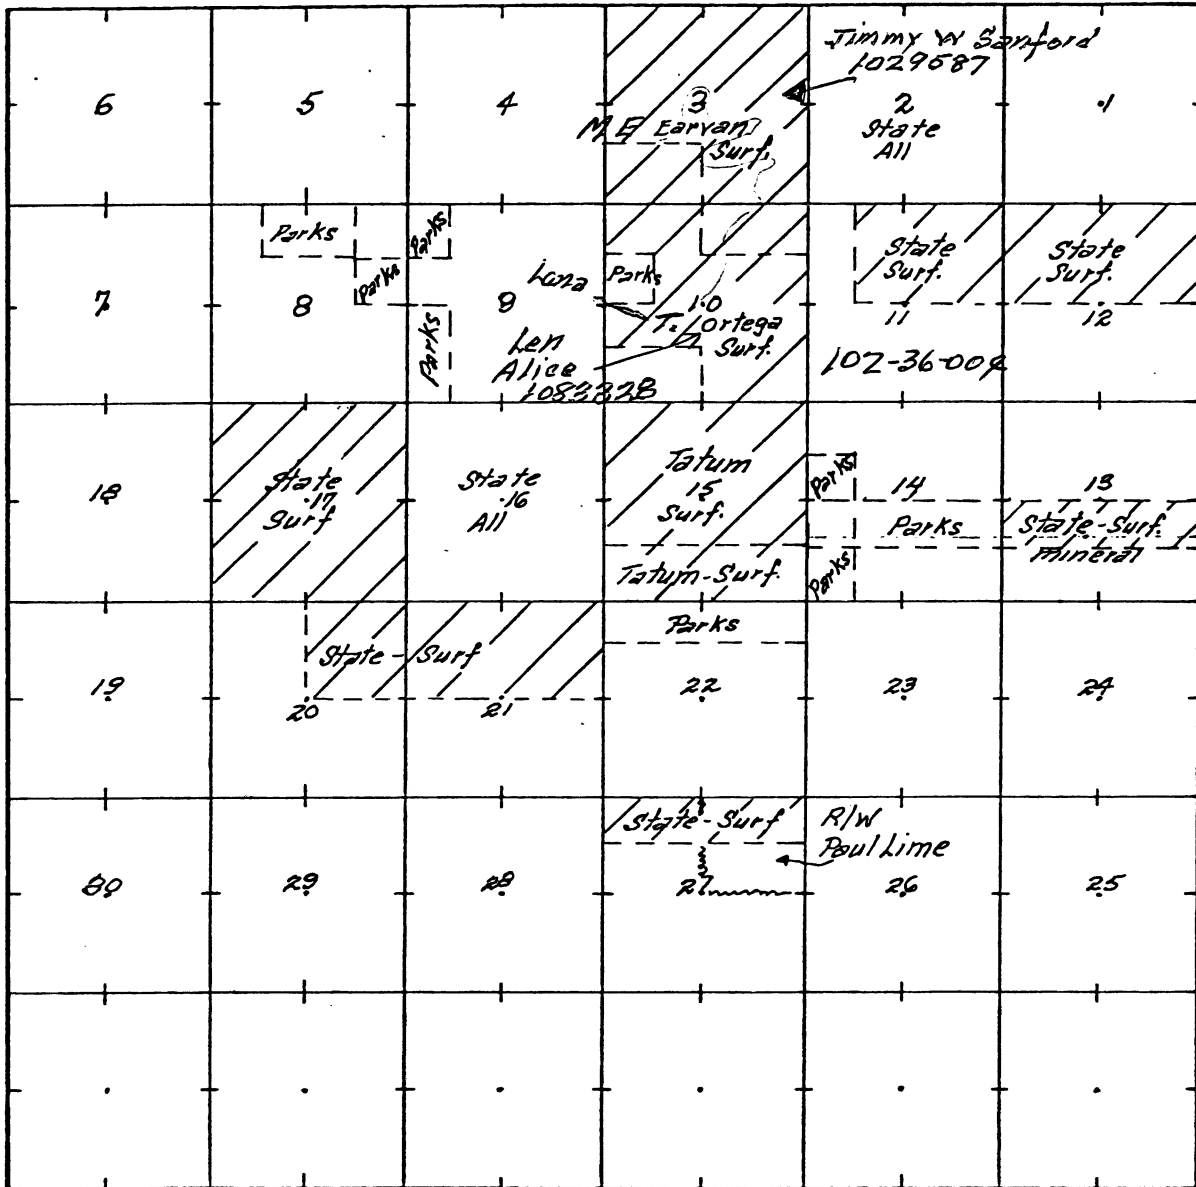 Jimmy W Sanford
1029587
6
5
4
3
2
State
All
1
M E Earvan
Surf.
Parks
Parks
Parks
Parks
Parks
7
8
9
10
Luna
T. Ortega
Surf.
Len
Alice
1083328
State
Surf.
11
State
Surf.
12
102-36-004
18
State
17
Surf
State
16
All
Tatum
15
Surf.
Tatum-Surf.
Parks
14
Parks
Parks
13
State-Surf.
mineral
19
State - Surf
20
21
Parks
22
23
24
State-Surf
R/W
Paul Lime
30
29
28
27
26
25